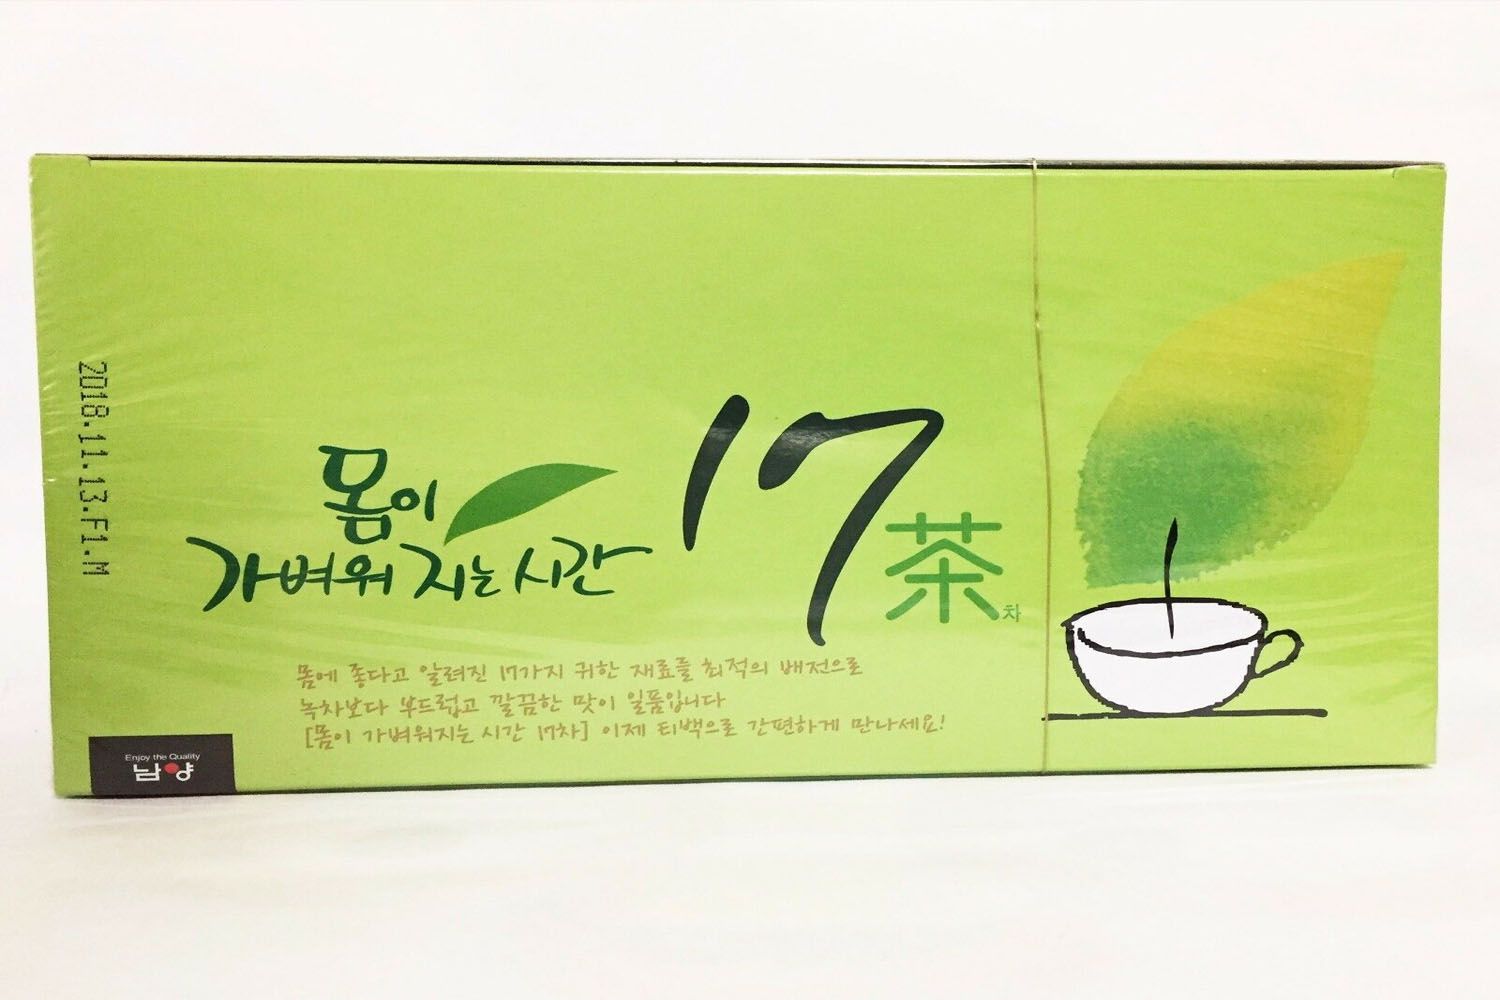 2018.11.13.F1.M
몸이
가벼워지는 시간
17茶
차
몸에 좋다고 알려진 17가지 귀한 재료를 최적의 배전으로
녹차보다 부드럽고 깔끔한 맛이 일품입니다
[몸이 가벼워지는 시간 17차] 이제 티백으로 간편하게 만나세요!
Enjoy the Quality
남양